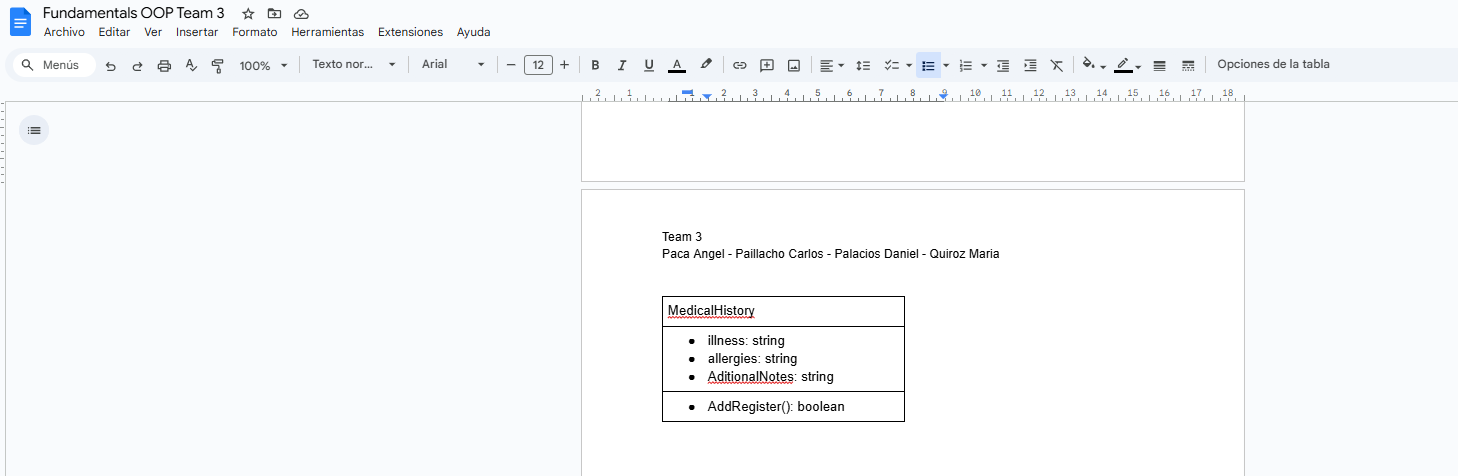 Fundamentals OOP Team 3
Archivo Editar Ver Insertar Formato Herramientas Extensiones Ayuda
Menús 100% Texto nor... Arial 12 B I U A Opciones de la tabla
2 1 1 2 3 4 5 6 7 8 9 10 11 12 13 14 15 16 17 18
Team 3
Paca Angel - Paillacho Carlos - Palacios Daniel - Quiroz Maria
MedicalHistory
● illness: string
● allergies: string
● AditionalNotes: string
● AddRegister(): boolean